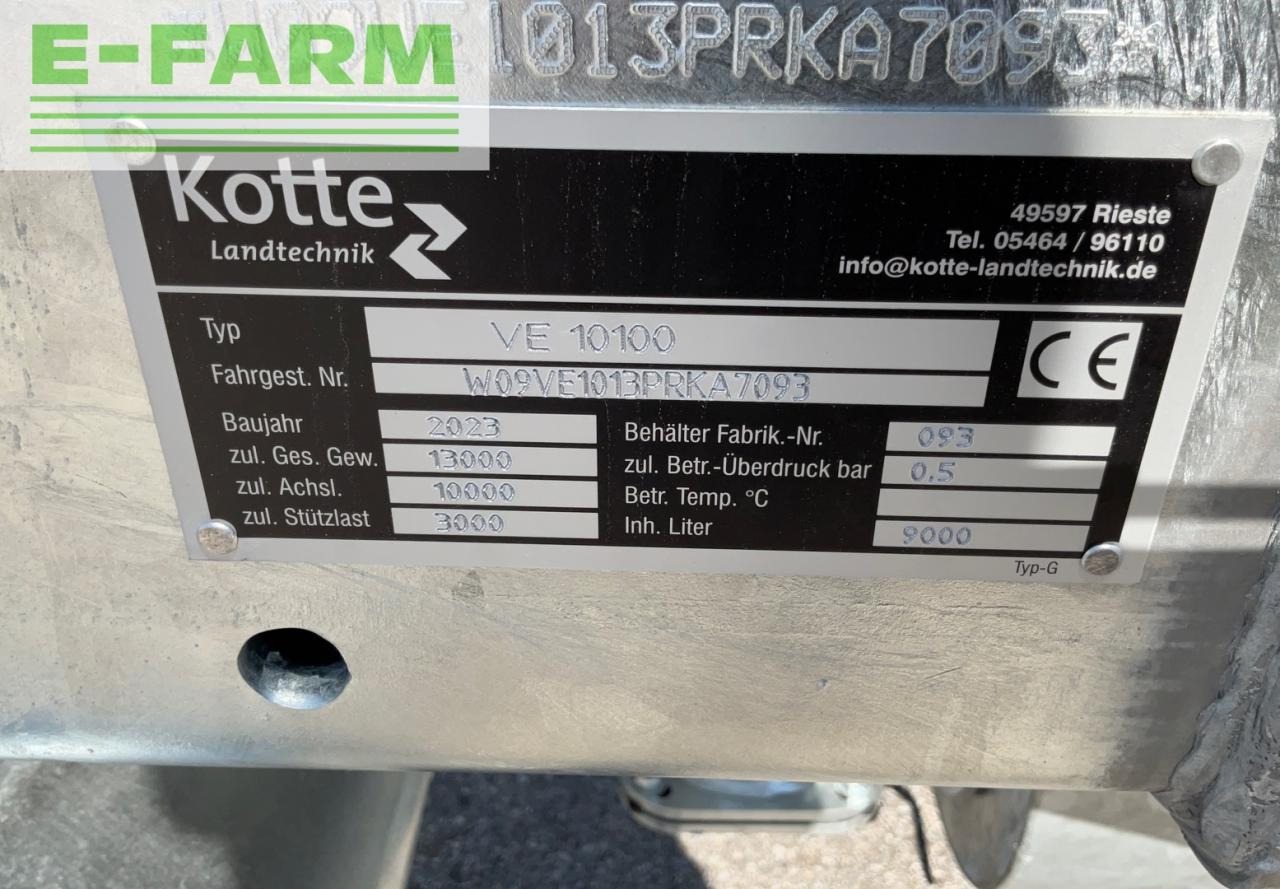 E-FARM
1013PRKA7093*
Kotte
Landtechnik
49597 Rieste
Tel. 05464 / 96110
info@kotte-landtechnik.de
Typ VE 10100
CE
Fahrgest. Nr. W09VE1013PRKA7093
Baujahr 2023 Behälter Fabrik.-Nr. 093
zul. Ges. Gew. 13000 zul. Betr.-Überdruck bar 0.5
zul. Achsl. 10000 Betr. Temp. °C
zul. Stützlast 3000 Inh. Liter 9000
Typ-G